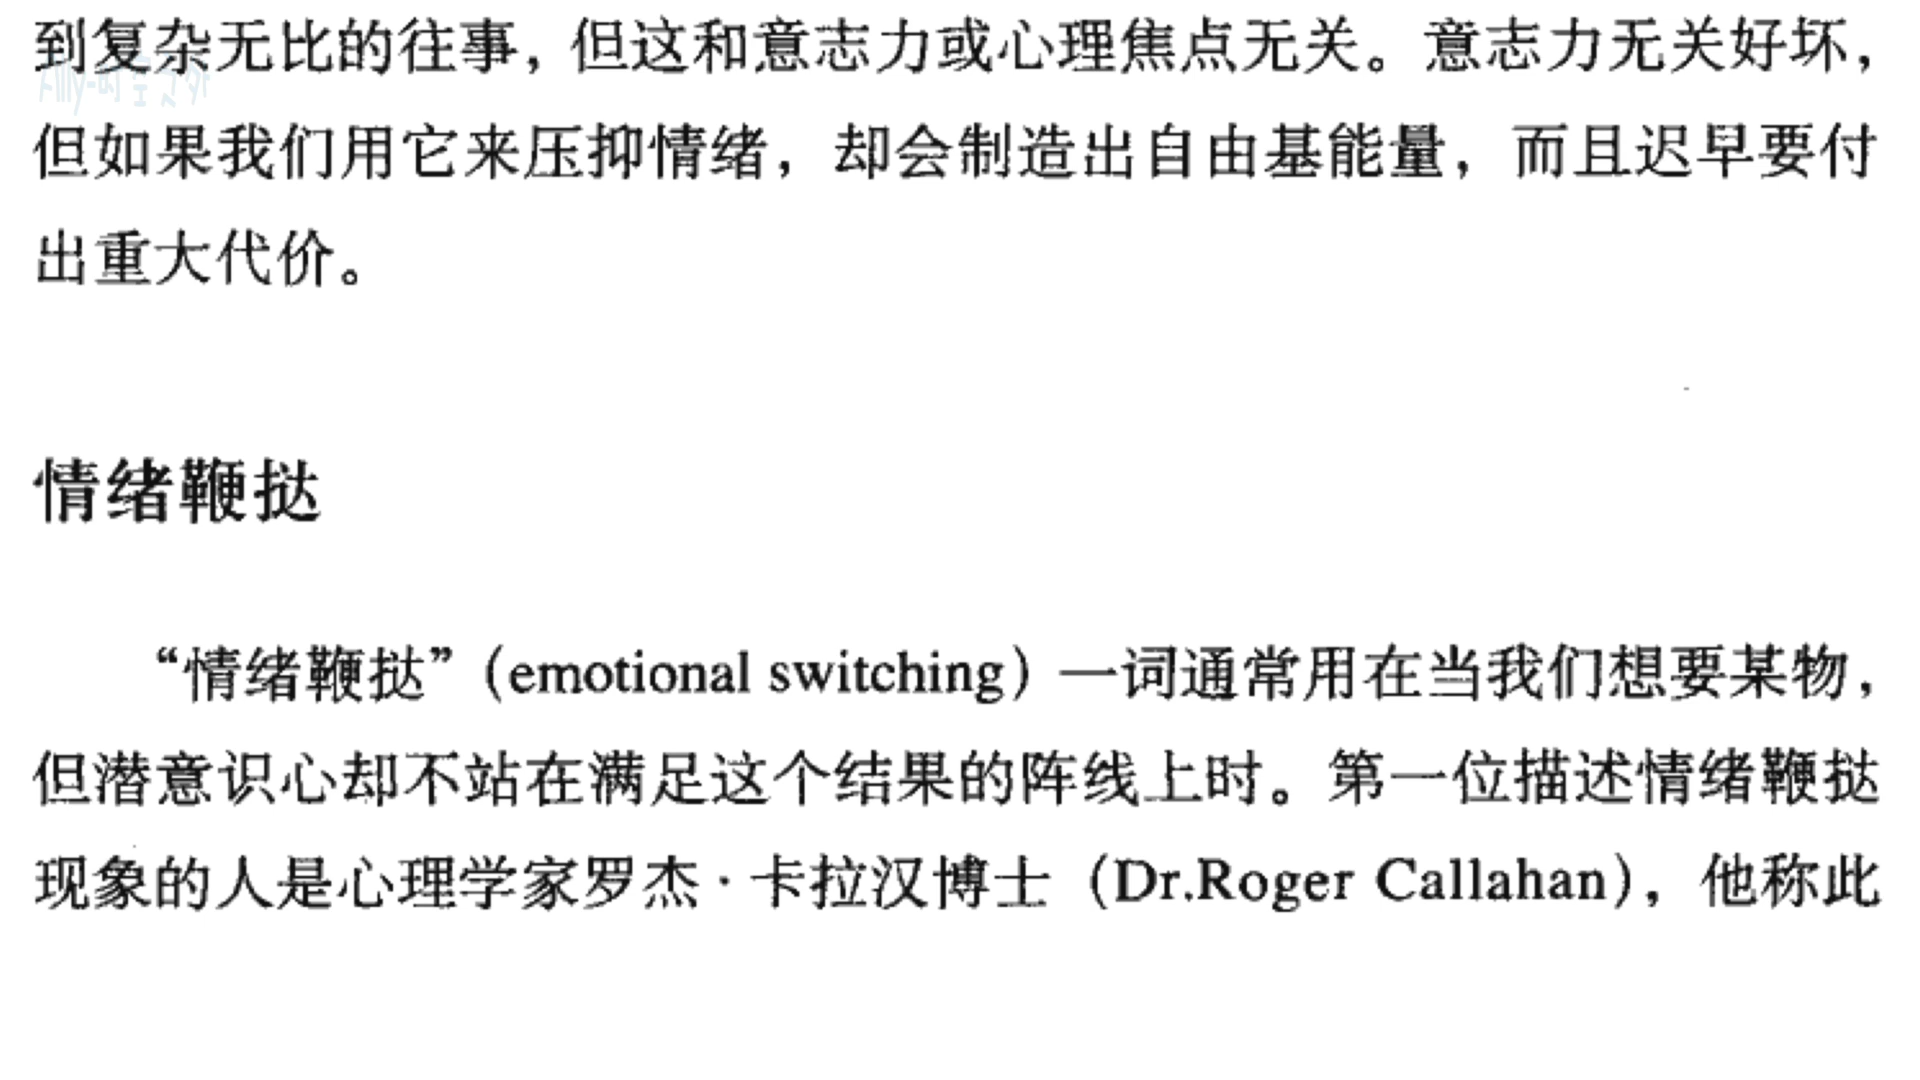 到复杂无比的往事，但这和意志力或心理焦点无关。意志力无关好坏，
但如果我们用它来压抑情绪，却会制造出自由基能量，而且迟早要付
出重大代价。
情绪鞭挞
“情绪鞭挞”（emotional switching）一词通常用在当我们想要某物，
但潜意识心却不站在满足这个结果的阵线上时。第一位描述情绪鞭挞
现象的人是心理学家罗杰·卡拉汉博士（Dr.Roger Callahan），他称此